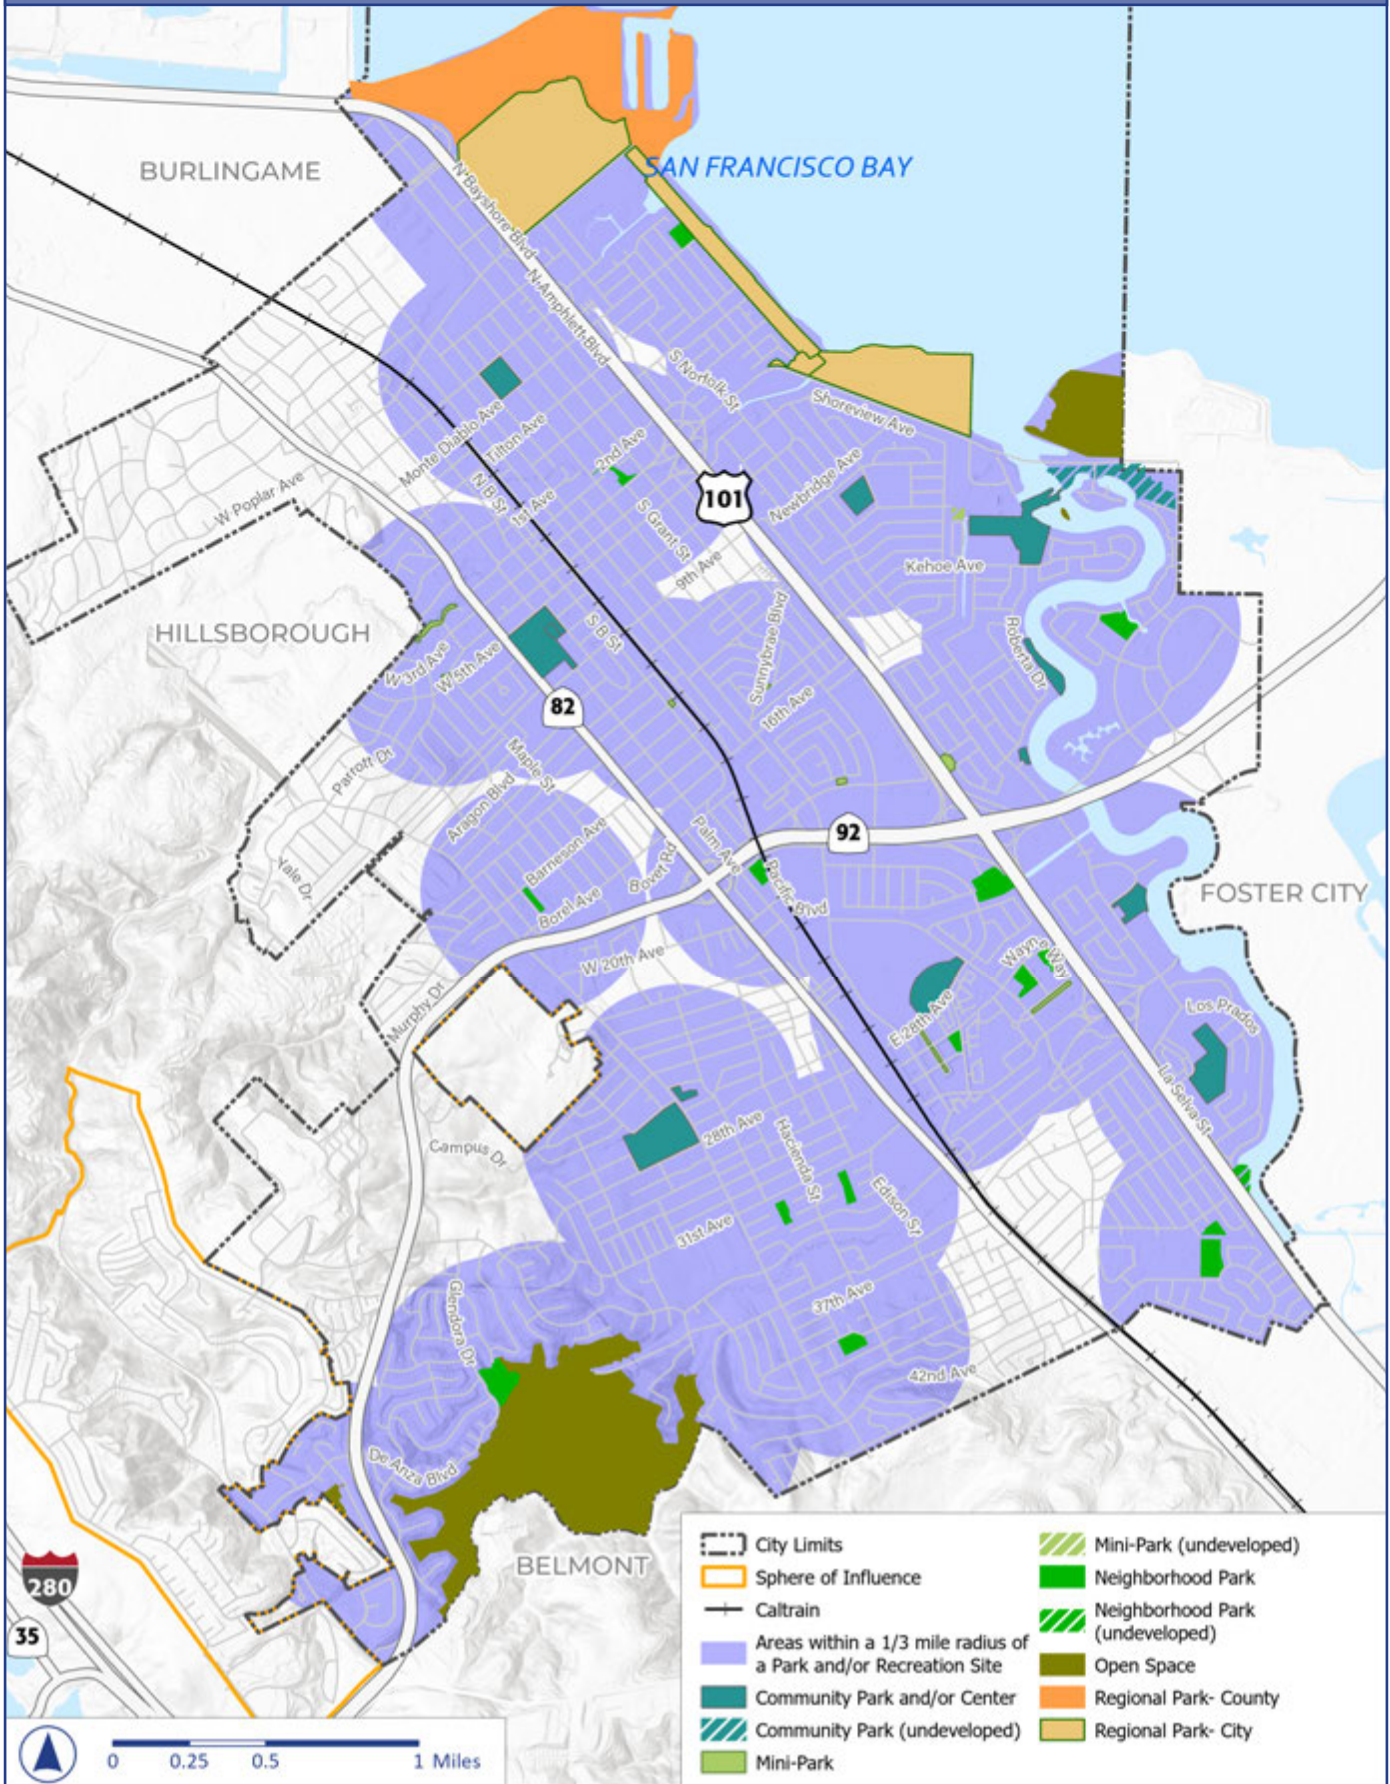 BURLINGAME
SAN FRANCISCO BAY
N Bayshore Blvd
N Amphlett Blvd
S Norfolk St
Shoreview Ave
Monte Diablo Ave
Tilton Ave
2nd Ave
N B St
1st Ave
W Poplar Ave
101
Newbridge Ave
S Grant St
9th Ave
Kehoe Ave
HILLSBOROUGH
S B St
Sunnybrae Blvd
Roberta Dr
W 3rd Ave
W 5th Ave
82
16th Ave
Parrott Dr
Maple St
Aragon Blvd
Palm Ave
92
Barneson Ave
Bovet Rd
Yale Dr
Borel Ave
Pacific Blvd
FOSTER CITY
W 20th Ave
Wayne Way
Murphy Dr
E 28th Ave
Los Prados
La Selva St
Campus Dr
28th Ave
Hacienda St
Edison St
31st Ave
Glendora Dr
37th Ave
42nd Ave
De Anza Blvd
BELMONT
280
35
City Limits
Sphere of Influence
Caltrain
Areas within a 1/3 mile radius of
a Park and/or Recreation Site
Community Park and/or Center
Community Park (undeveloped)
Mini-Park
Mini-Park (undeveloped)
Neighborhood Park
Neighborhood Park
(undeveloped)
Open Space
Regional Park- County
Regional Park- City
0 0.25 0.5 1 Miles